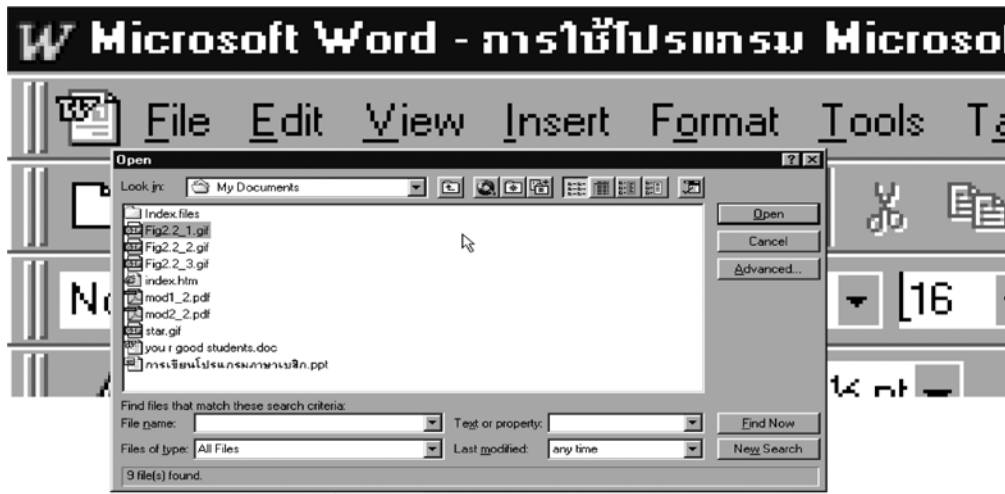 W Microsoft Word - การใช้โปรแกรม Microso
File Edit View Insert Format Tools Ta
Open
Look in: My Documents
Index.files
Fig2.2_1.gif
Fig2.2_2.gif
Fig2.2_3.gif
index.htm
mod1_2.pdf
mod2_2.pdf
star.gif
you r good students.doc
การเขียนโปรแกรมภาษาเบสิก.ppt
Open
Cancel
Advanced...
No
16
½ pt
Find files that match these search criteria:
File name: Text or property: Find Now
Files of type: All Files Last modified: any time New Search
9 file(s) found.